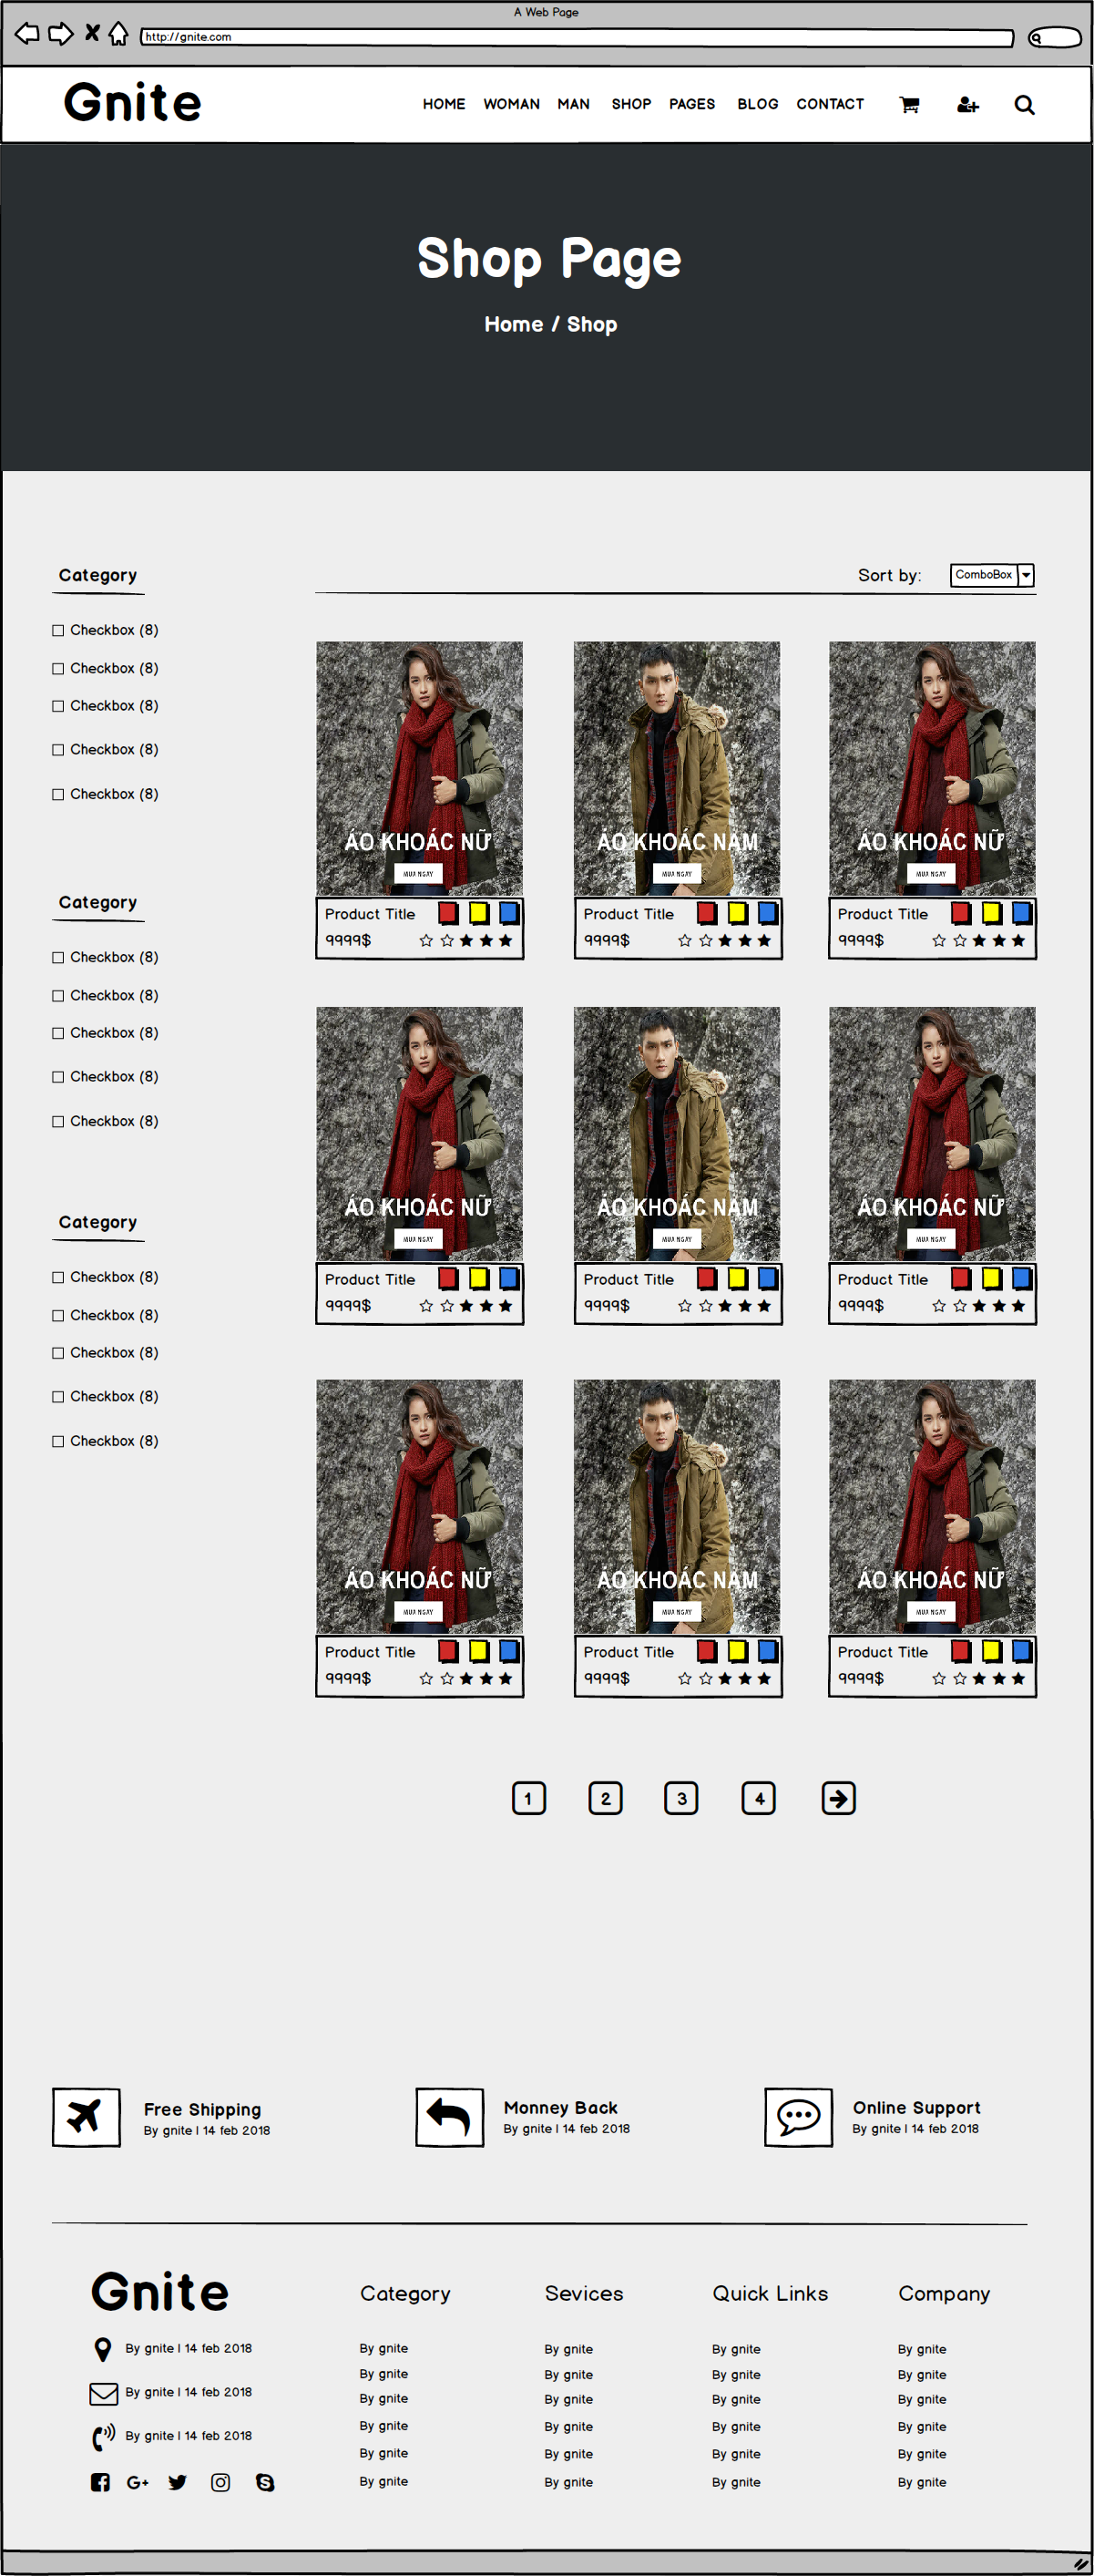 A Web Page
http://gnite.com
Gnite
HOME WOMAN MAN SHOP PAGES BLOG CONTACT
Shop Page
Home / Shop
Category
Checkbox (8)
Checkbox (8)
Checkbox (8)
Checkbox (8)
Checkbox (8)
Category
Checkbox (8)
Checkbox (8)
Checkbox (8)
Checkbox (8)
Checkbox (8)
Category
Checkbox (8)
Checkbox (8)
Checkbox (8)
Checkbox (8)
Checkbox (8)
Sort by: ComboBox
ÁO KHOÁC NỮ ÁO KHOÁC NAM ÁO KHOÁC NỮ
MUA NGAY MUA NGAY MUA NGAY
Product Title Product Title Product Title
9999$ 9999$ 9999$
ÁO KHOÁC NỮ ÁO KHOÁC NAM ÁO KHOÁC NỮ
MUA NGAY MUA NGAY MUA NGAY
Product Title Product Title Product Title
9999$ 9999$ 9999$
ÁO KHOÁC NỮ ÁO KHOÁC NAM ÁO KHOÁC NỮ
MUA NGAY MUA NGAY MUA NGAY
Product Title Product Title Product Title
9999$ 9999$ 9999$
1 2 3 4
Free Shipping
By gnite | 14 feb 2018
Monney Back
By gnite | 14 feb 2018
Online Support
By gnite | 14 feb 2018
Gnite
By gnite | 14 feb 2018
By gnite | 14 feb 2018
By gnite | 14 feb 2018
G+
Category
By gnite
By gnite
By gnite
By gnite
By gnite
By gnite
Sevices
By gnite
By gnite
By gnite
By gnite
By gnite
By gnite
Quick Links
By gnite
By gnite
By gnite
By gnite
By gnite
By gnite
Company
By gnite
By gnite
By gnite
By gnite
By gnite
By gnite